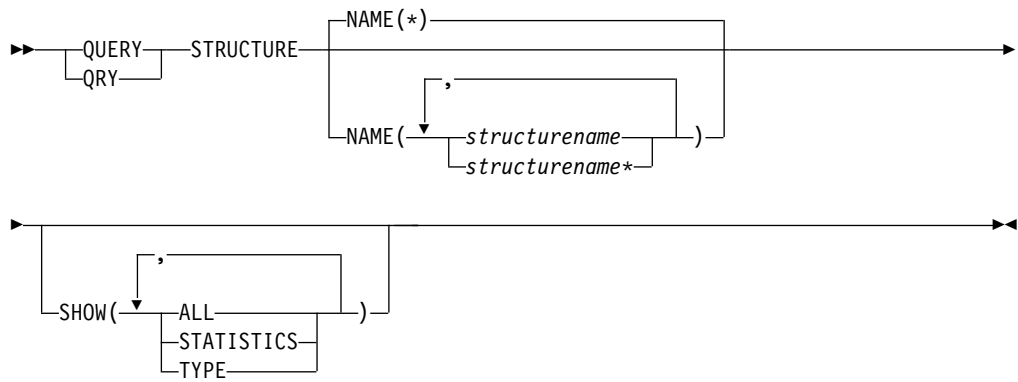 NAME(*)
QUERY STRUCTURE
QRY
,
NAME( structurename )
structurename*
,
SHOW( ALL )
STATISTICS
TYPE